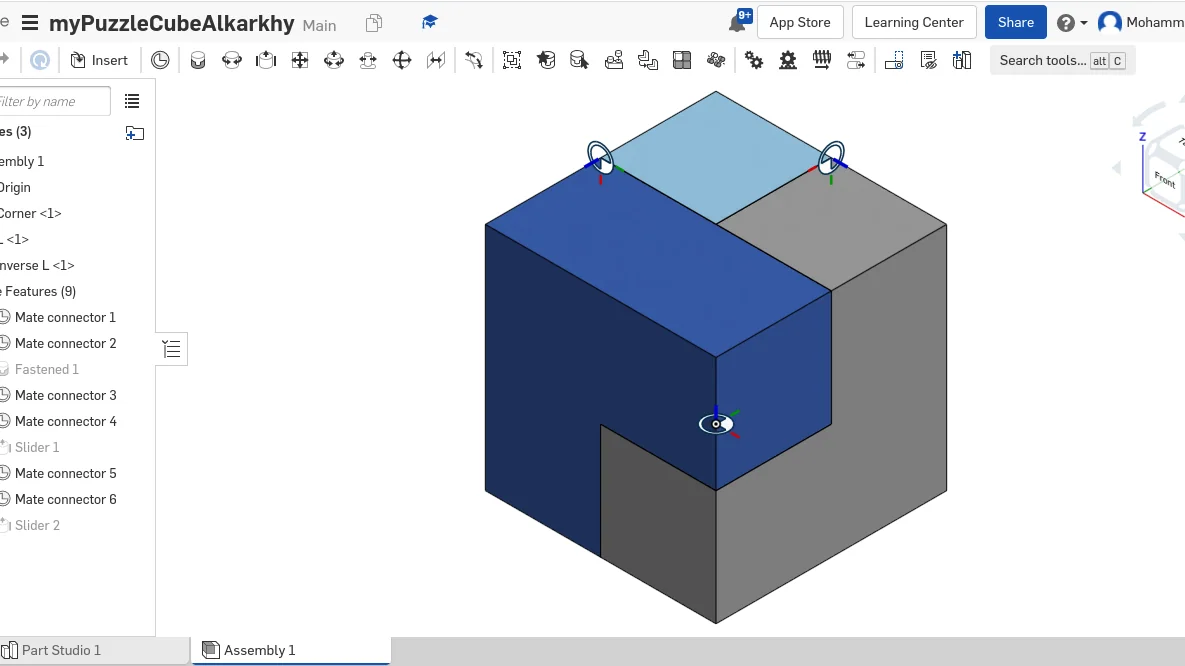 e myPuzzleCubeAlkarkhy Main 9+ App Store Learning Center Share Mohamm
Insert Search tools... alt C
Filter by name
es (3)
embly 1
Origin
Corner <1>
L <1>
nverse L <1>
e Features (9)
Mate connector 1
Mate connector 2
Fastened 1
Mate connector 3
Mate connector 4
Slider 1
Mate connector 5
Mate connector 6
Slider 2
Z
Front
Part Studio 1 Assembly 1